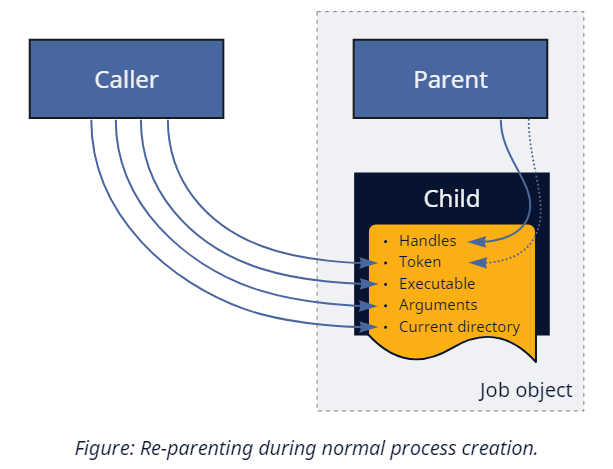 Caller
Parent
Child
• Handles
• Token
• Executable
• Arguments
• Current directory
Job object
Figure: Re-parenting during normal process creation.